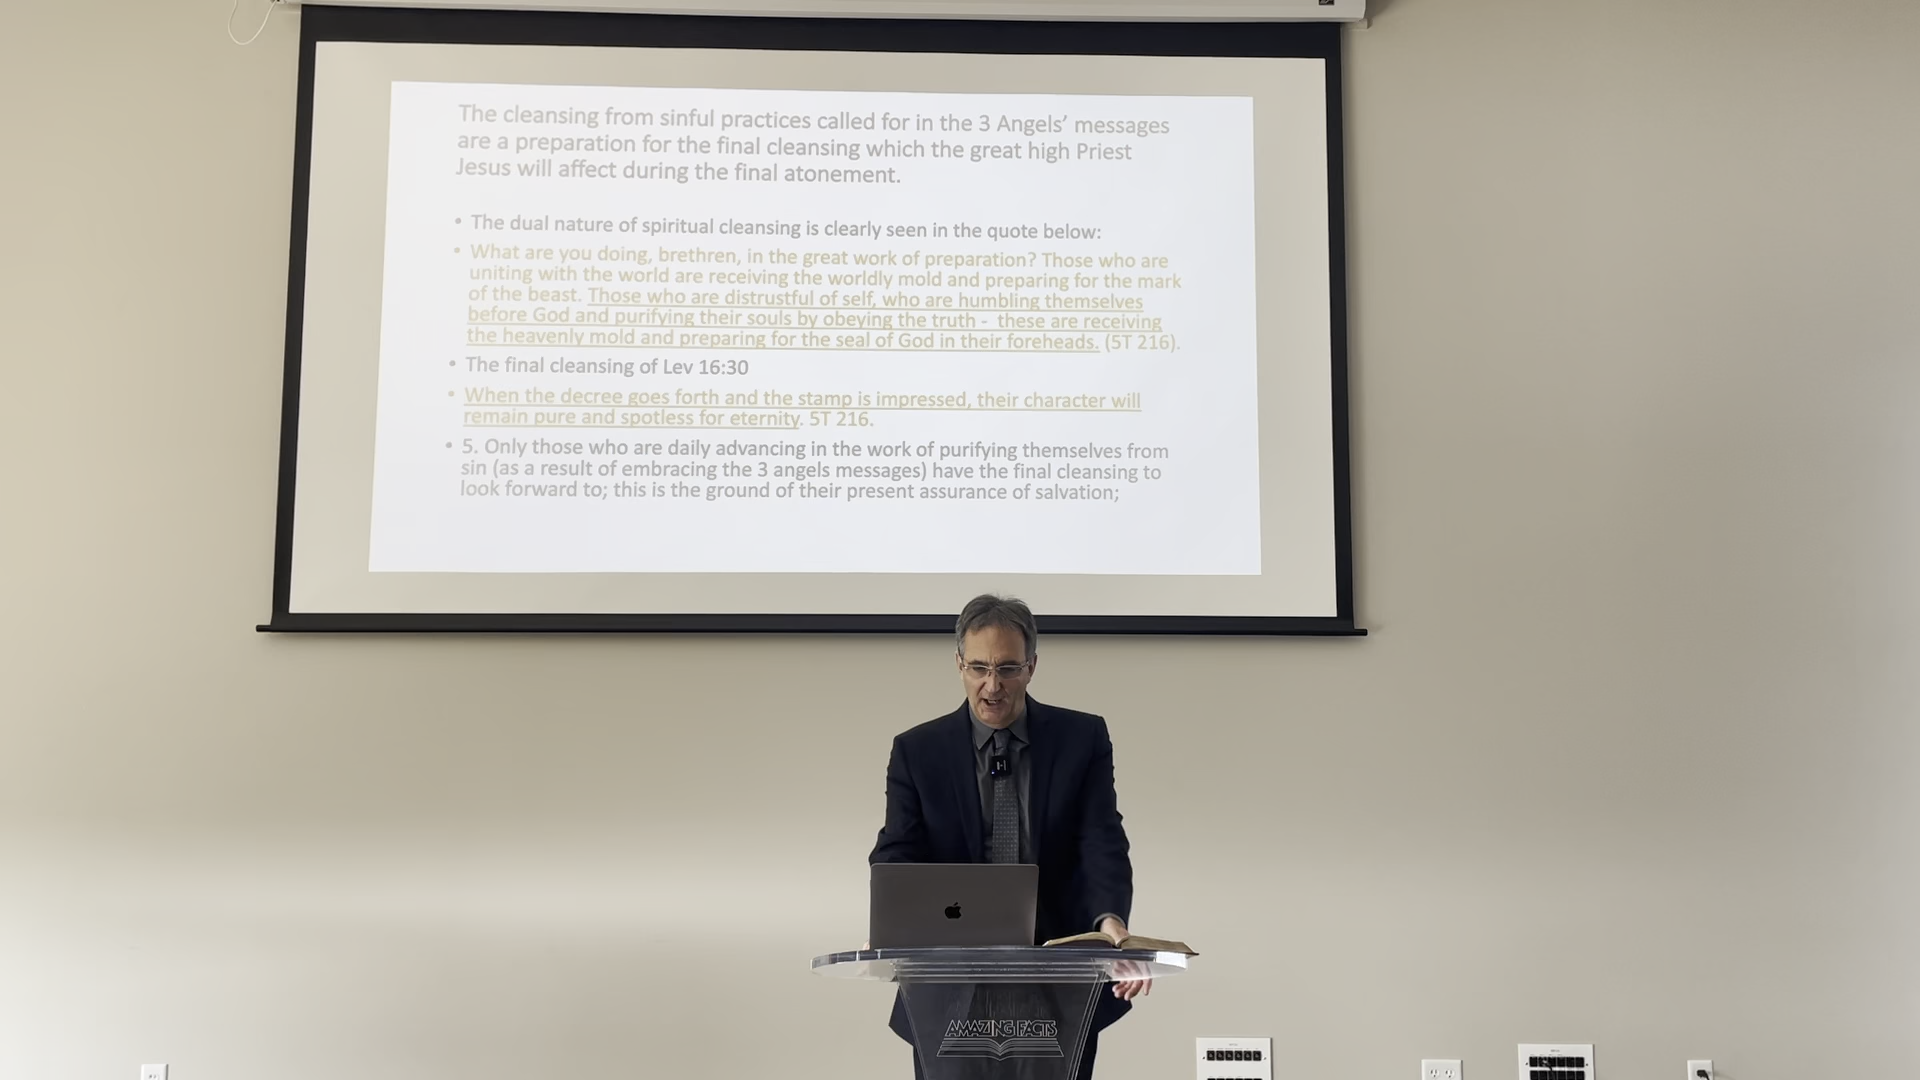 The cleansing from sinful practices called for in the 3 Angels’ messages
are a preparation for the final cleansing which the great high Priest
Jesus will affect during the final atonement.
• The dual nature of spiritual cleansing is clearly seen in the quote below:
• What are you doing, brethren, in the great work of preparation? Those who are
uniting with the world are receiving the worldly mold and preparing for the mark
of the beast. Those who are distrustful of self, who are humbling themselves
before God and purifying their souls by obeying the truth - these are receiving
the heavenly mold and preparing for the seal of God in their foreheads. (5T 216).
• The final cleansing of Lev 16:30
• When the decree goes forth and the stamp is impressed, their character will
remain pure and spotless for eternity. 5T 216.
• 5. Only those who are daily advancing in the work of purifying themselves from
sin (as a result of embracing the 3 angels messages) have the final cleansing to
look forward to; this is the ground of their present assurance of salvation;
AMAZING FACTS